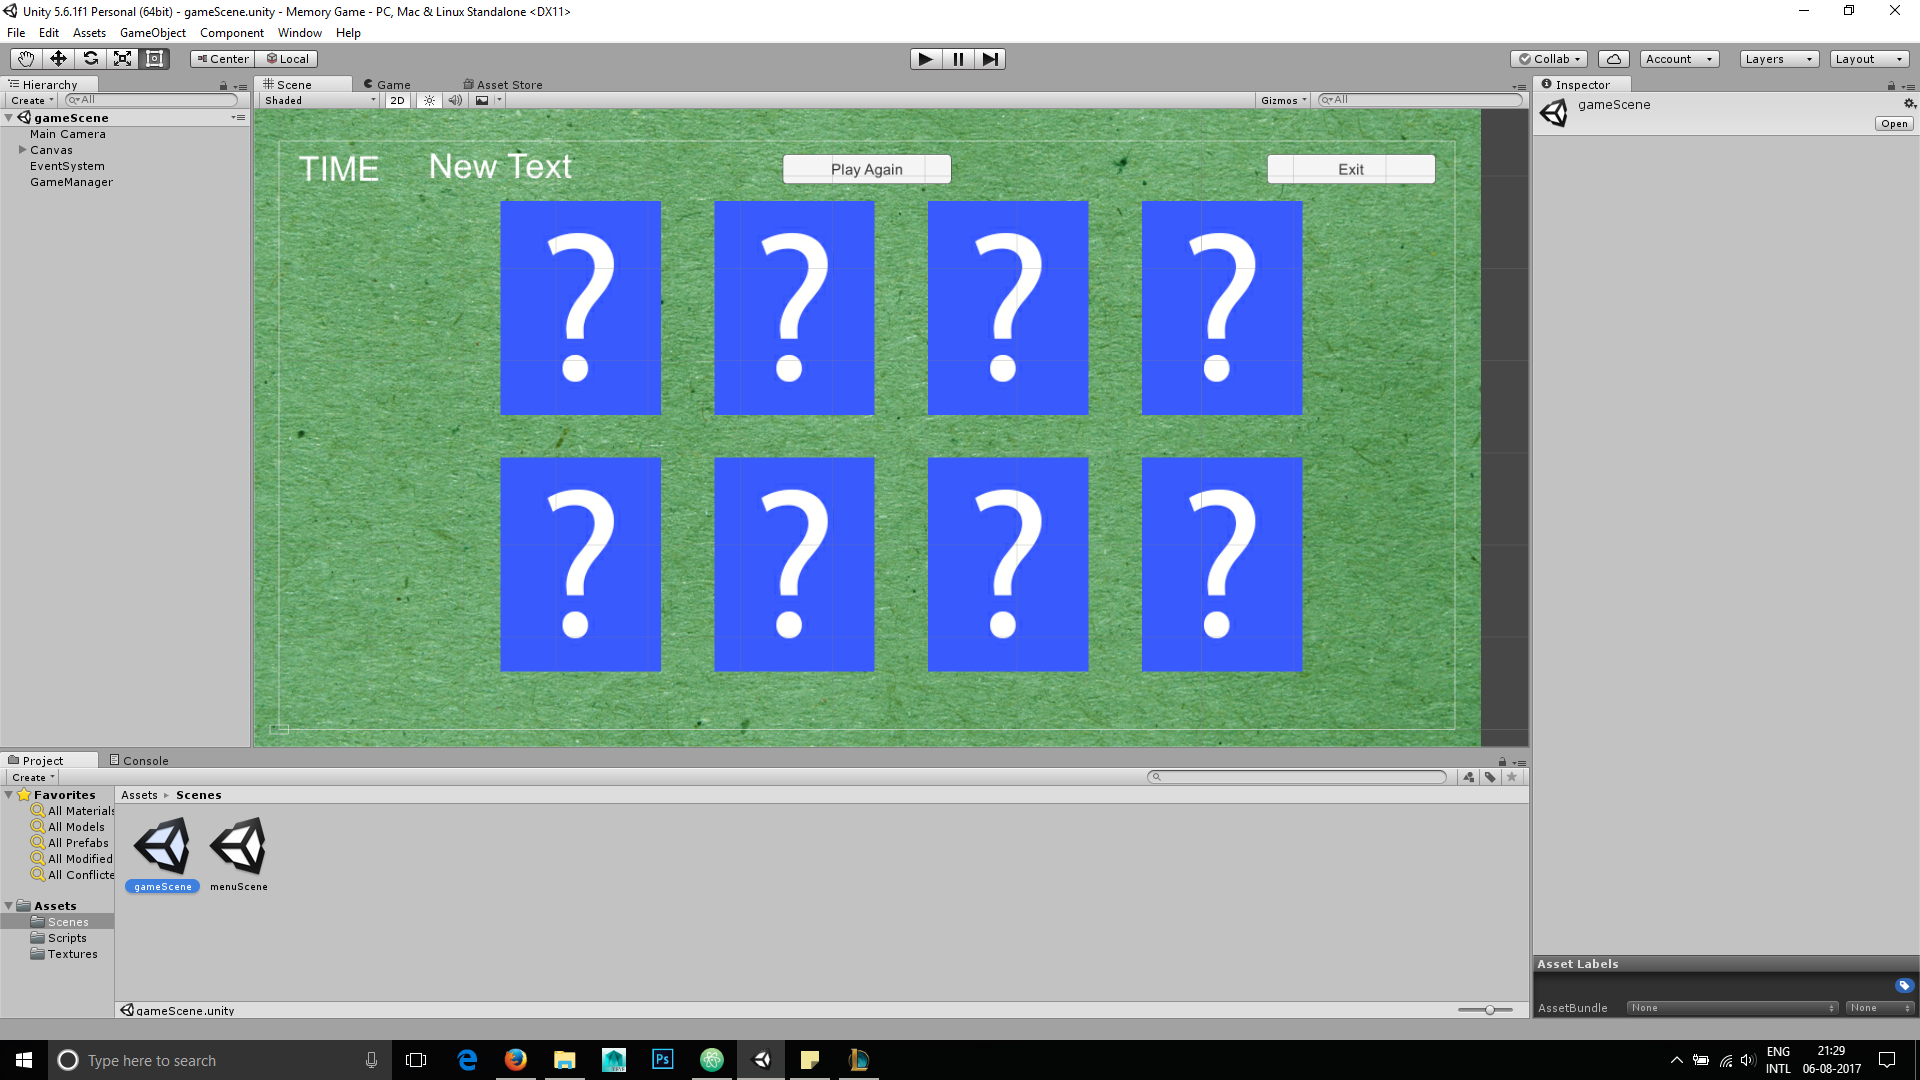 Unity 5.6.1f1 Personal (64bit) - gameScene.unity - Memory Game - PC, Mac & Linux Standalone <DX11>
File Edit Assets GameObject Component Window Help
Center Local Collab Account Layers Layout
Hierarchy
Create All
gameScene
Main Camera
Canvas
EventSystem
GameManager
Scene Game Asset Store
Shaded 2D Gizmos All
TIME New Text Play Again Exit
? ? ? ?
? ? ? ?
Inspector
gameScene
Open
Project Console
Create
Favorites
All Materials
All Models
All Prefabs
All Modified
All Conflicte
Assets
Scenes
Scripts
Textures
Assets Scenes
gameScene menuScene
gameScene.unity
Asset Labels
AssetBundle None None
Type here to search
Ps
ENG
INTL
21:29
06-08-2017